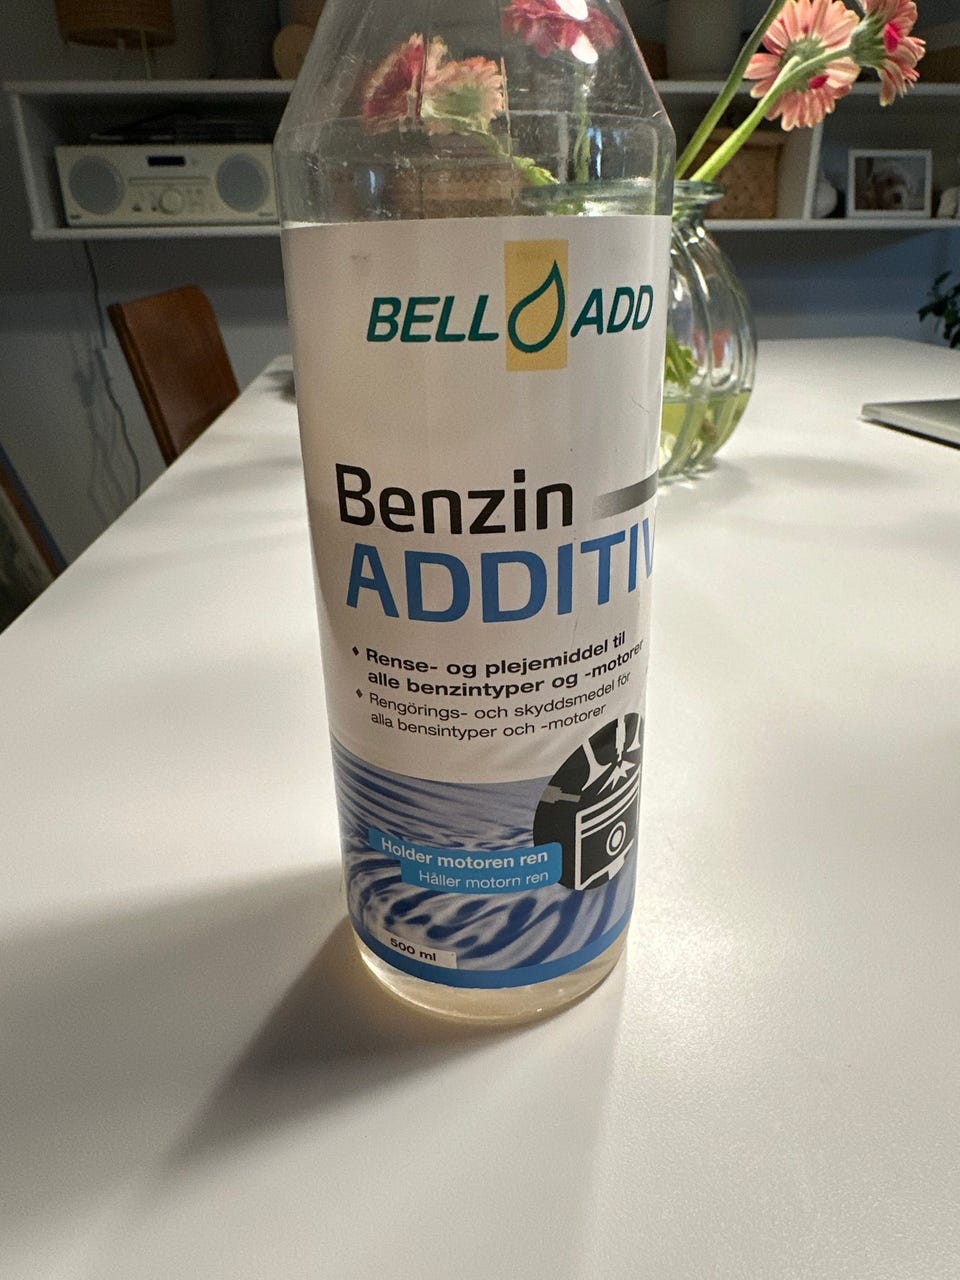 BELL ADD
Benzin
ADDITIV
• Rense- og plejemiddel til
alle benzintyper og -motorer
• Rengörings- och skyddsmedel för
alla bensintyper och -motorer
Holder motoren ren
Håller motorn ren
500 ml